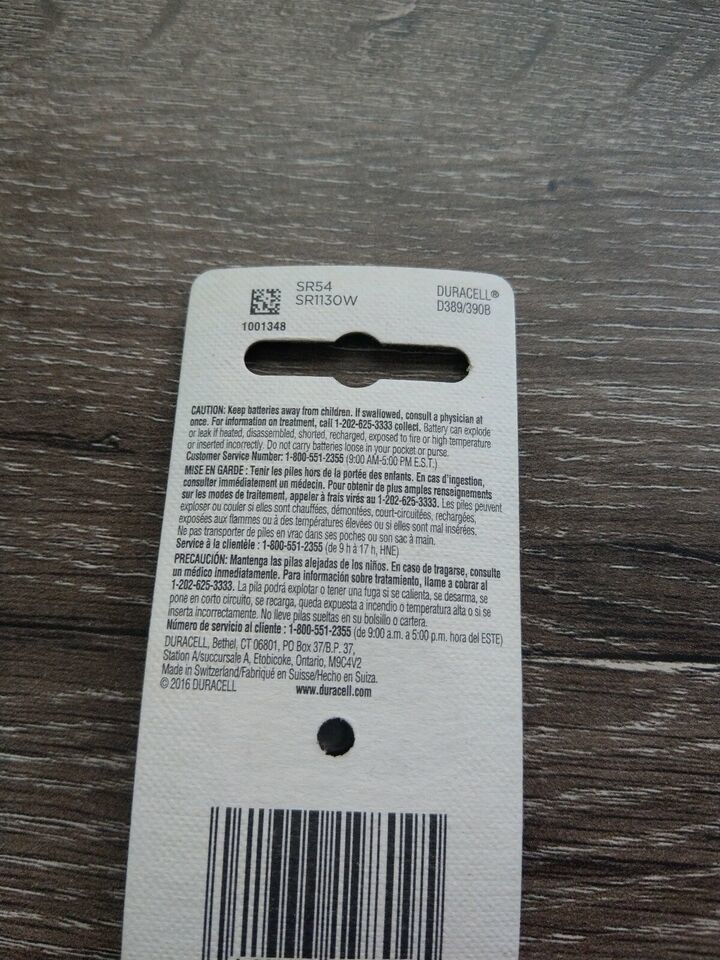 SR54
SR1130W
DURACELL®
D389/390B
1001348
CAUTION: Keep batteries away from children. If swallowed, consult a physician at
once. For information on treatment, call 1-202-625-3333 collect. Battery can explode
or leak if heated, disassembled, shorted, recharged, exposed to fire or high temperature
or inserted incorrectly. Do not carry batteries loose in your pocket or purse.
Customer Service Number: 1-800-551-2355 (9:00 AM-5:00 PM E.S.T.)
MISE EN GARDE : Tenir les piles hors de la portée des enfants. En cas d'ingestion,
consulter immédiatement un médecin. Pour obtenir de plus amples renseignements
sur les modes de traitement, appeler à frais virés au 1-202-625-3333. Les piles peuvent
exploser ou couler si elles sont chauffées, démontées, court-circuitées, rechargées,
exposées aux flammes ou à des températures élevées ou si elles sont mal insérées.
Ne pas transporter de piles en vrac dans ses poches ou son sac à main.
Service à la clientèle : 1-800-551-2355 (de 9 h à 17 h, HNE)
PRECAUCIÓN: Mantenga las pilas alejadas de los niños. En caso de tragarse, consulte
un médico inmediatamente. Para información sobre tratamiento, llame a cobrar al
1-202-625-3333. La pila podrá explotar o tener una fuga si se calienta, se desarma, se
pone en corto circuito, se recarga, queda expuesta a incendio o temperatura alta o si se
inserta incorrectamente. No lleve pilas sueltas en su bolsillo o cartera.
Número de servicio al cliente : 1-800-551-2355 (de 9:00 a.m. a 5:00 p.m. hora del ESTE)
DURACELL, Bethel, CT 06801, PO Box 37/B.P. 37,
Station A/succursale A, Etobicoke, Ontario, M9C4V2
Made in Switzerland/Fabriqué en Suisse/Hecho en Suiza.
© 2016 DURACELL www.duracell.com